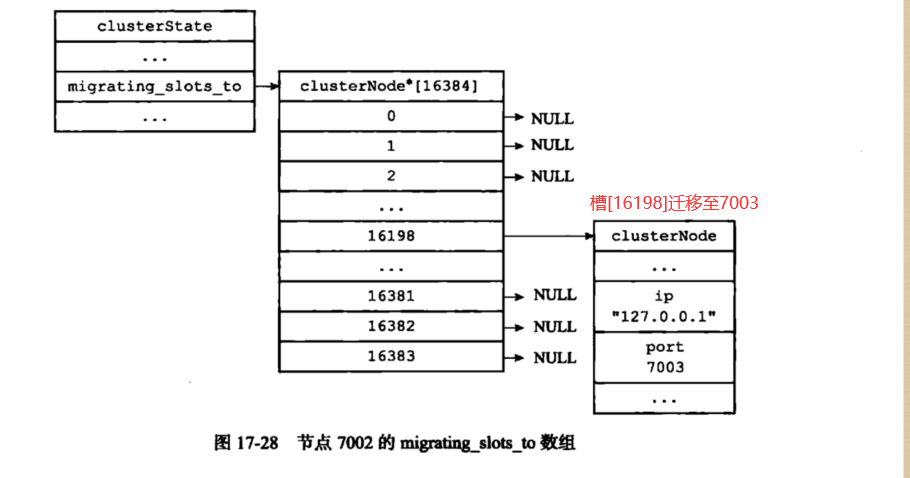 clusterState
...
migrating_slots_to
...
clusterNode*[16384]
0
NULL
1
NULL
2
NULL
...
槽[16198]迁移至7003
16198
clusterNode
...
...
16381
NULL
ip
"127.0.0.1"
16382
NULL
port
7003
16383
NULL
...
图 17-28 节点 7002 的 migrating_slots_to 数组